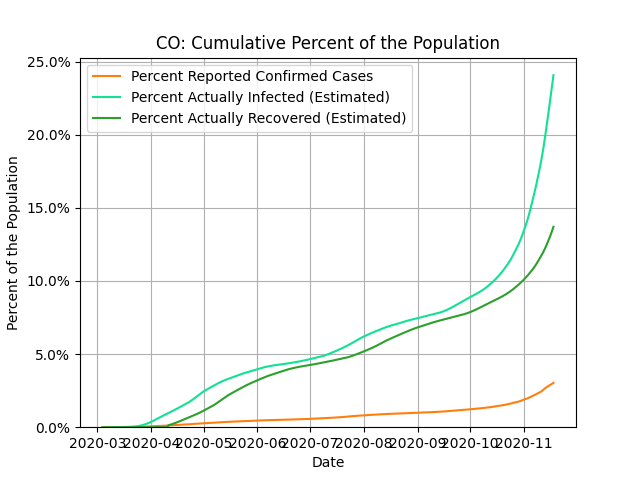 CO: Cumulative Percent of the Population
25.0%
20.0%
15.0%
10.0%
5.0%
0.0%
Percent of the Population
Percent Reported Confirmed Cases
Percent Actually Infected (Estimated)
Percent Actually Recovered (Estimated)
2020-03 2020-04 2020-05 2020-06 2020-07 2020-08 2020-09 2020-10 2020-11
Date